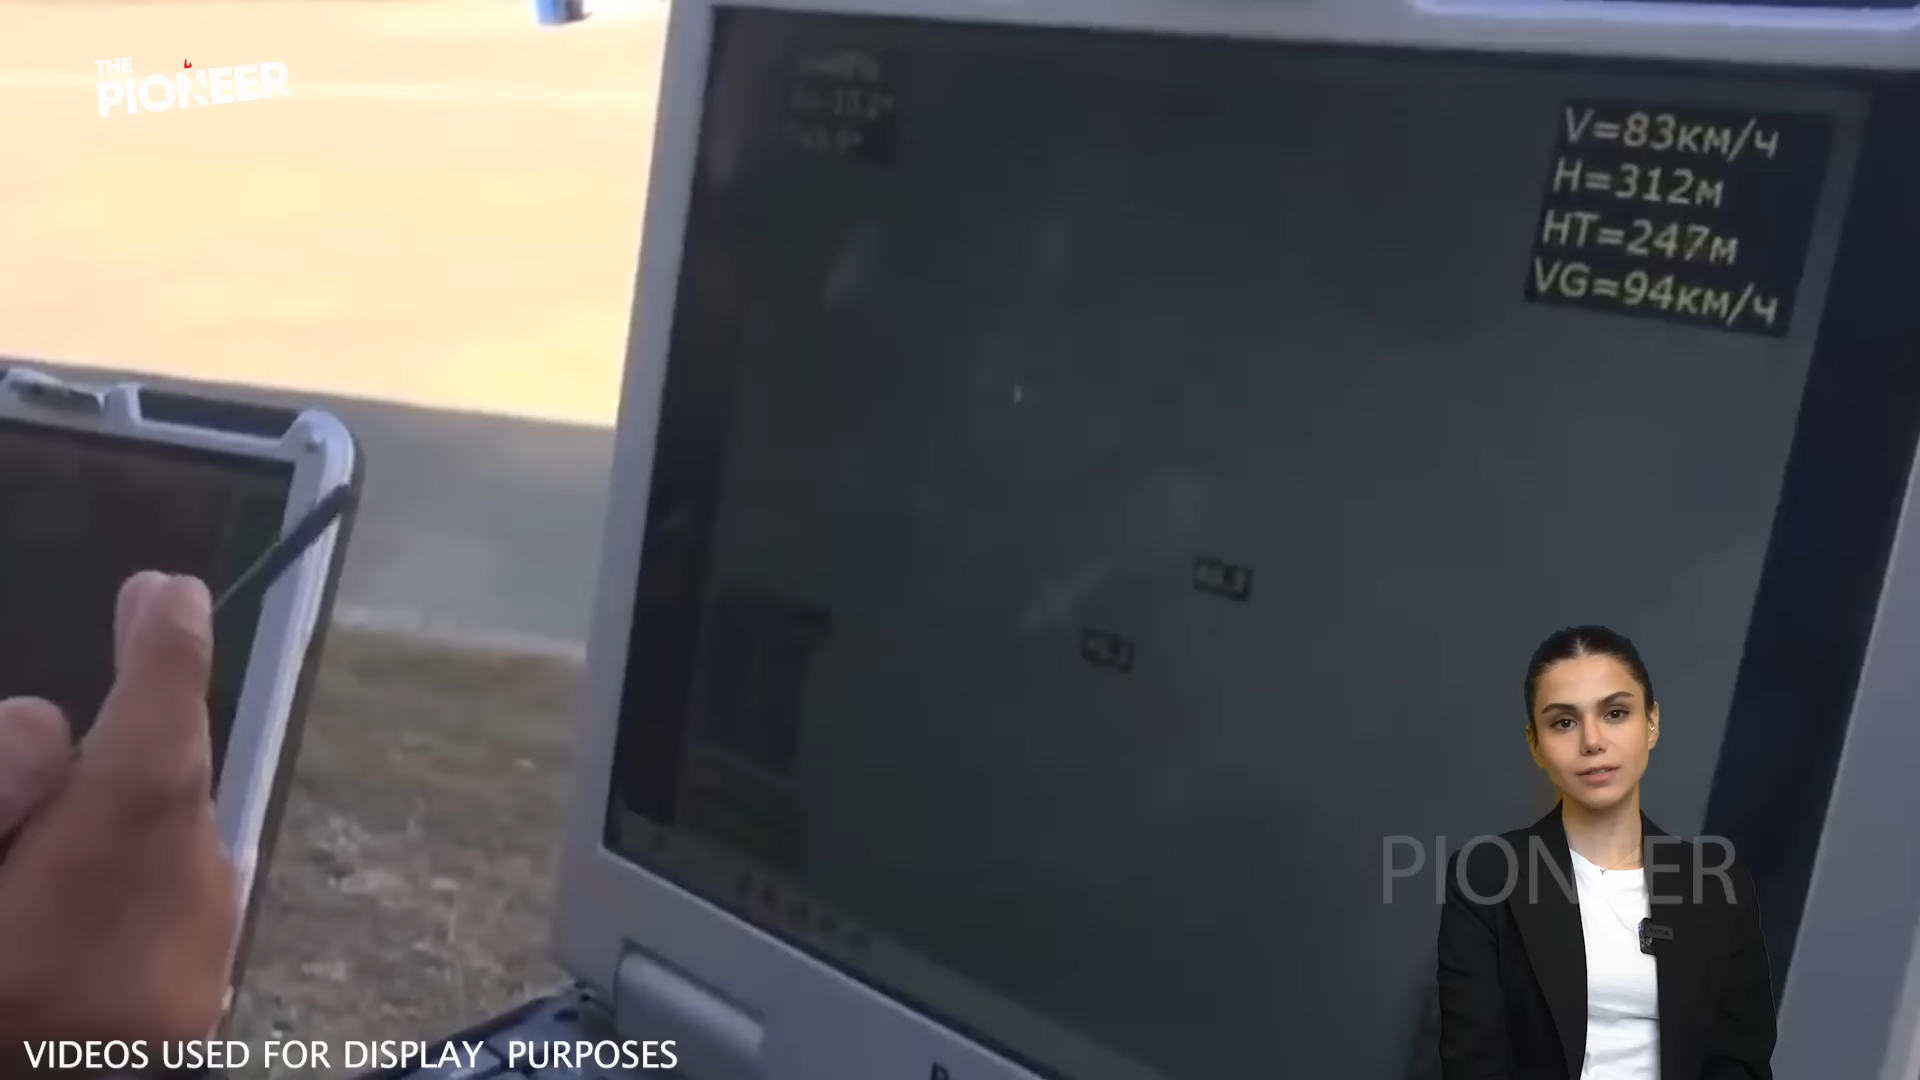 THE
PIONEER
V=83км/ч
H=312м
HT=247м
VG=94км/ч
PIONEER
VIDEOS USED FOR DISPLAY PURPOSES